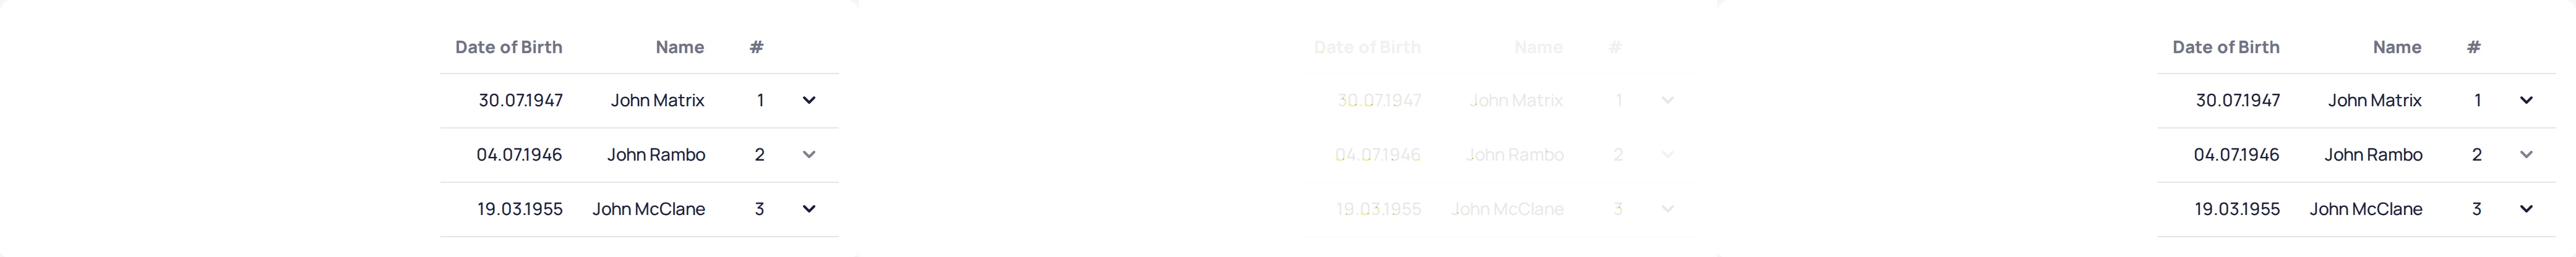 Date of Birth Name #
30.07.1947 John Matrix 1
04.07.1946 John Rambo 2
19.03.1955 John McClane 3
Date of Birth Name #
30.07.1947 John Matrix 1
04.07.1946 John Rambo 2
19.03.1955 John McClane 3
Date of Birth Name #
30.07.1947 John Matrix 1
04.07.1946 John Rambo 2
19.03.1955 John McClane 3